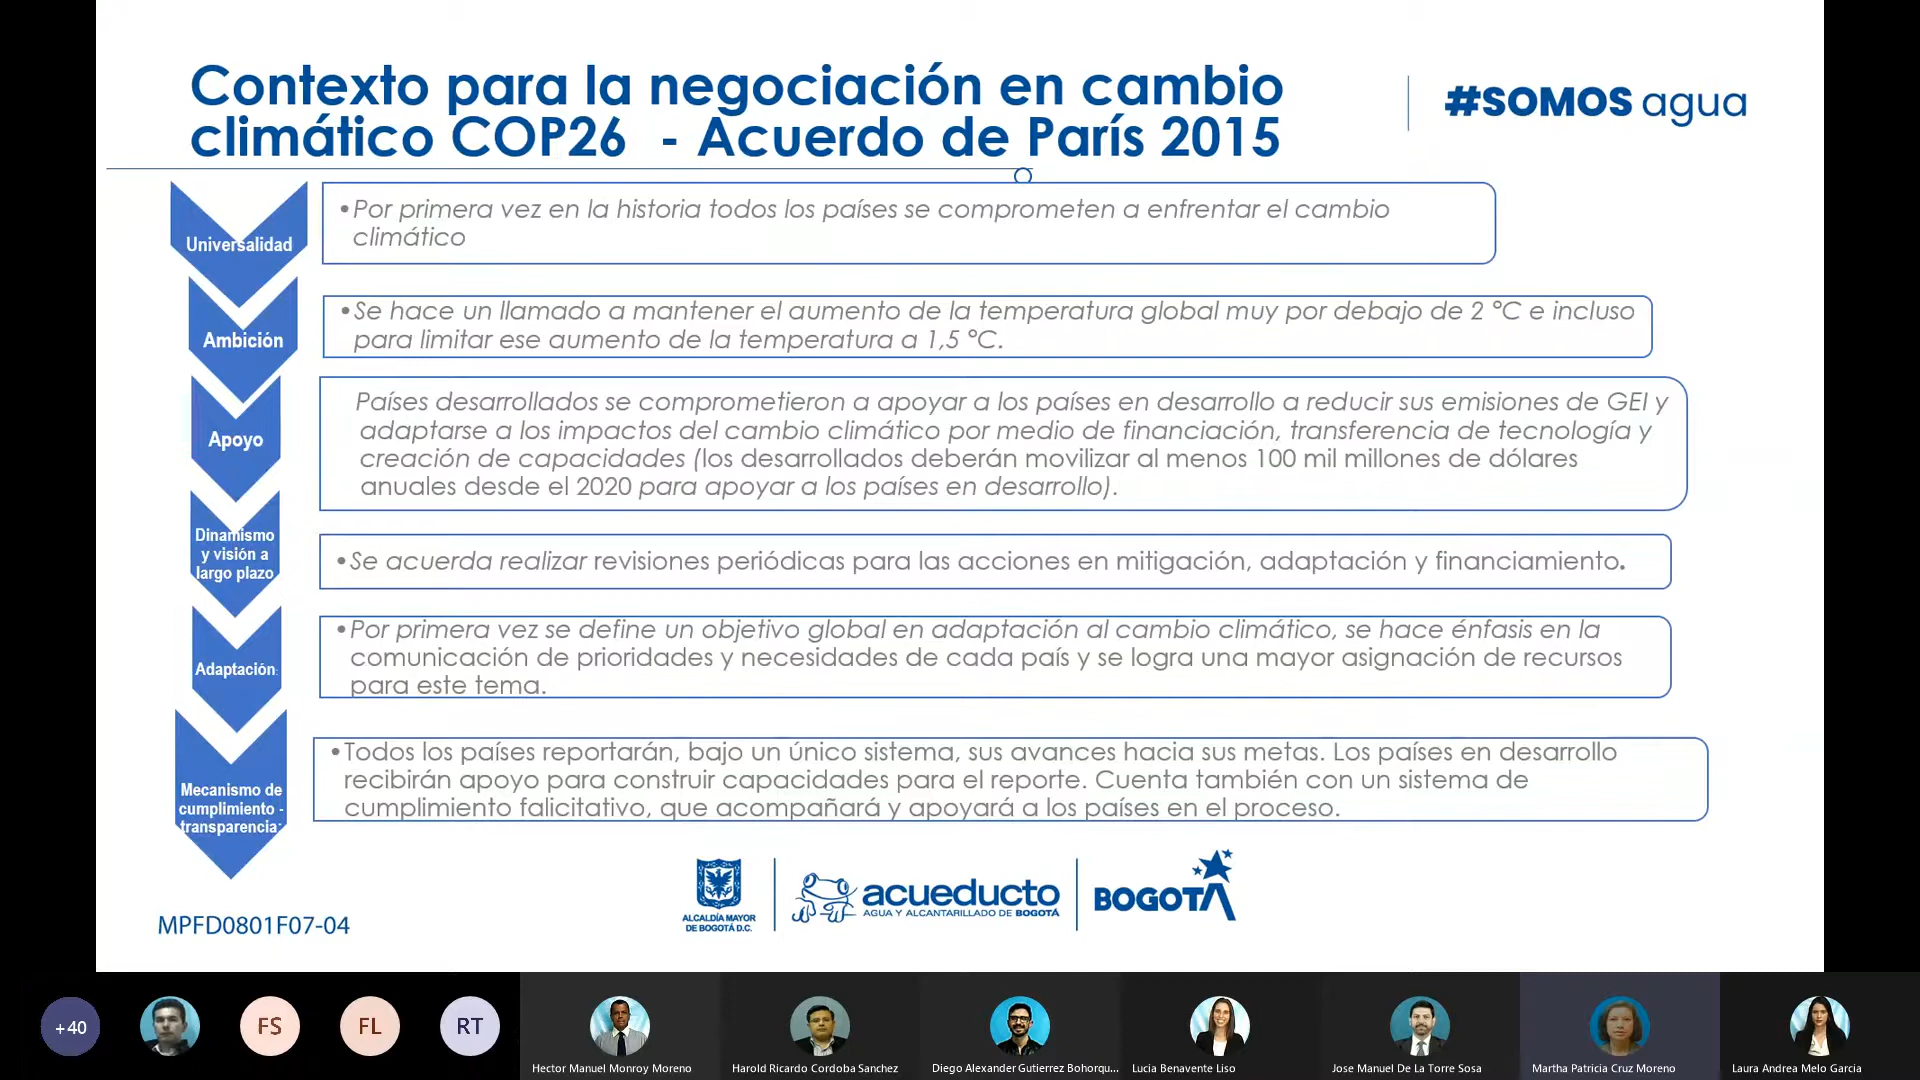 Contexto para la negociación en cambio
climático COP26  - Acuerdo de París 2015
#SOMOS agua
Universalidad
•Por primera vez en la historia todos los países se comprometen a enfrentar el cambio
climático
Ambición
•Se hace un llamado a mantener el aumento de la temperatura global muy por debajo de 2 °C e incluso
para limitar ese aumento de la temperatura a 1,5 °C.
Apoyo
Países desarrollados se comprometieron a apoyar a los países en desarrollo a reducir sus emisiones de GEI y
adaptarse a los impactos del cambio climático por medio de financiación, transferencia de tecnología y
creación de capacidades (los desarrollados deberán movilizar al menos 100 mil millones de dólares
anuales desde el 2020 para apoyar a los países en desarrollo).
Dinamismo
y visión a
largo plazo
•Se acuerda realizar revisiones periódicas para las acciones en mitigación, adaptación y financiamiento.
Adaptación:
•Por primera vez se define un objetivo global en adaptación al cambio climático, se hace énfasis en la
comunicación de prioridades y necesidades de cada país y se logra una mayor asignación de recursos
para este tema.
Mecanismo de
cumplimiento -
transparencia:
•Todos los países reportarán, bajo un único sistema, sus avances hacia sus metas. Los países en desarrollo
recibirán apoyo para construir capacidades para el reporte. Cuenta también con un sistema de
cumplimiento falicitativo, que acompañará y apoyará a los países en el proceso.
MPFD0801F07-04
ALCALDÍA MAYOR
DE BOGOTÁ D.C.
acueducto
AGUA Y ALCANTARILLADO DE BOGOTÁ
BOGOTÁ
+40
FS
FL
RT
Hector Manuel Monroy Moreno
Harold Ricardo Cordoba Sanchez
Diego Alexander Gutierrez Bohorqu...
Lucia Benavente Liso
Jose Manuel De La Torre Sosa
Martha Patricia Cruz Moreno
Laura Andrea Melo Garcia